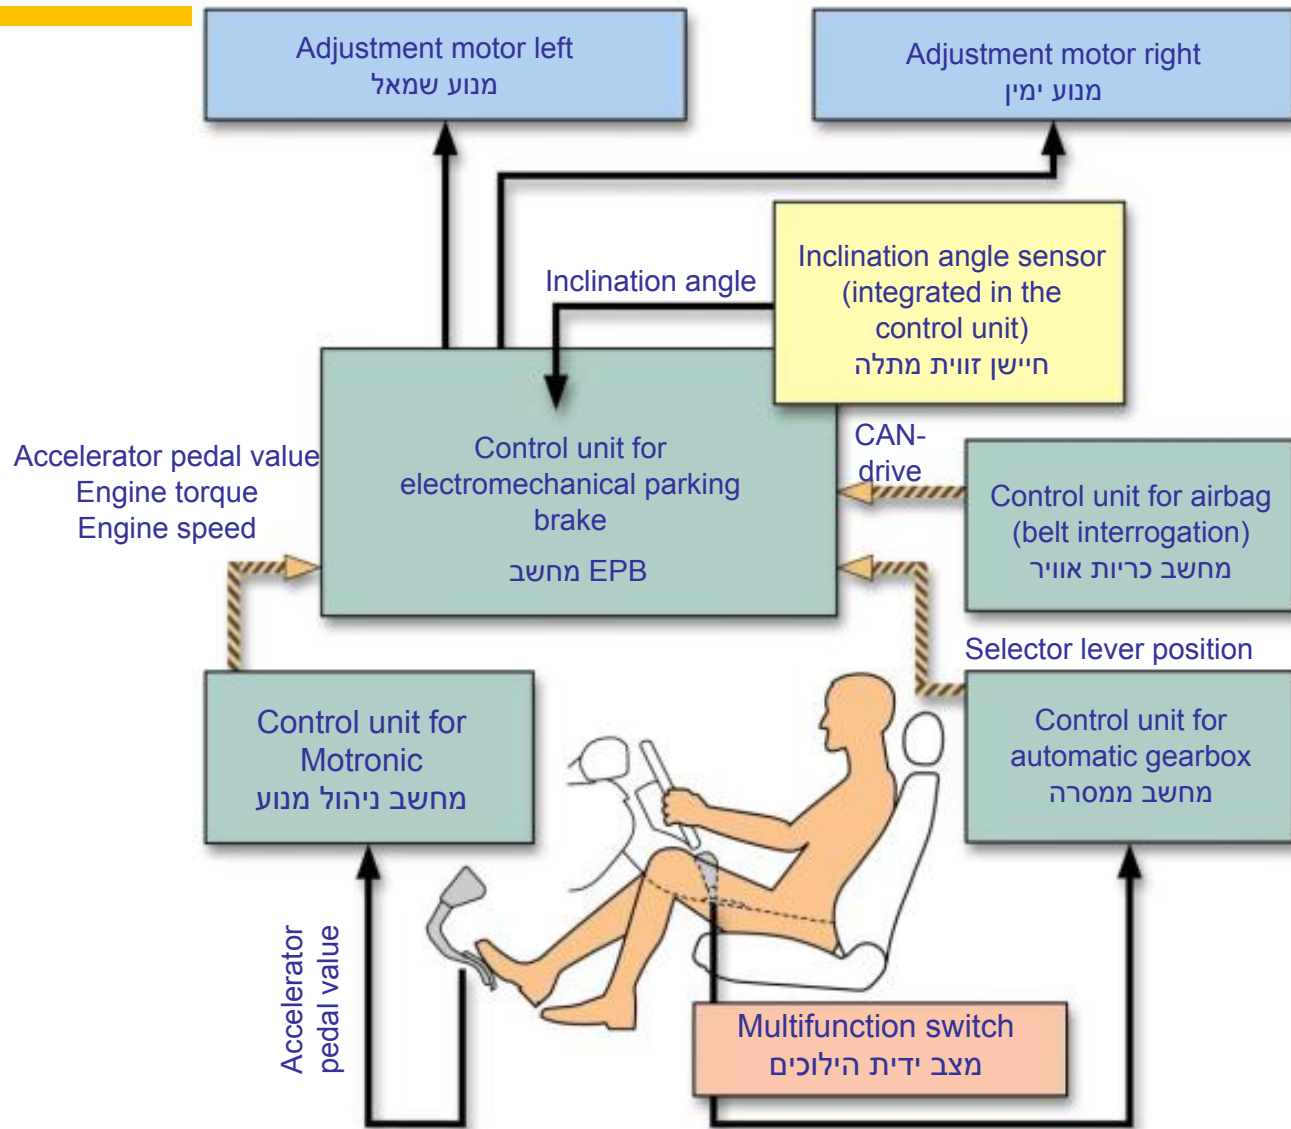 Adjustment motor left
מנוע שמאל
Adjustment motor right
מנוע ימין
Inclination angle sensor
(integrated in the
control unit)
חיישן זווית מתלה
Inclination angle
Accelerator pedal value
Engine torque
Engine speed
Control unit for
electromechanical parking
brake
מחשב EPB
CAN-
drive
Control unit for airbag
(belt interrogation)
מחשב כריות אוויר
Selector lever position
Control unit for
Motronic
מחשב ניהול מנוע
Control unit for
automatic gearbox
מחשב ממסרה
Accelerator
pedal value
Multifunction switch
מצב ידית הילוכים